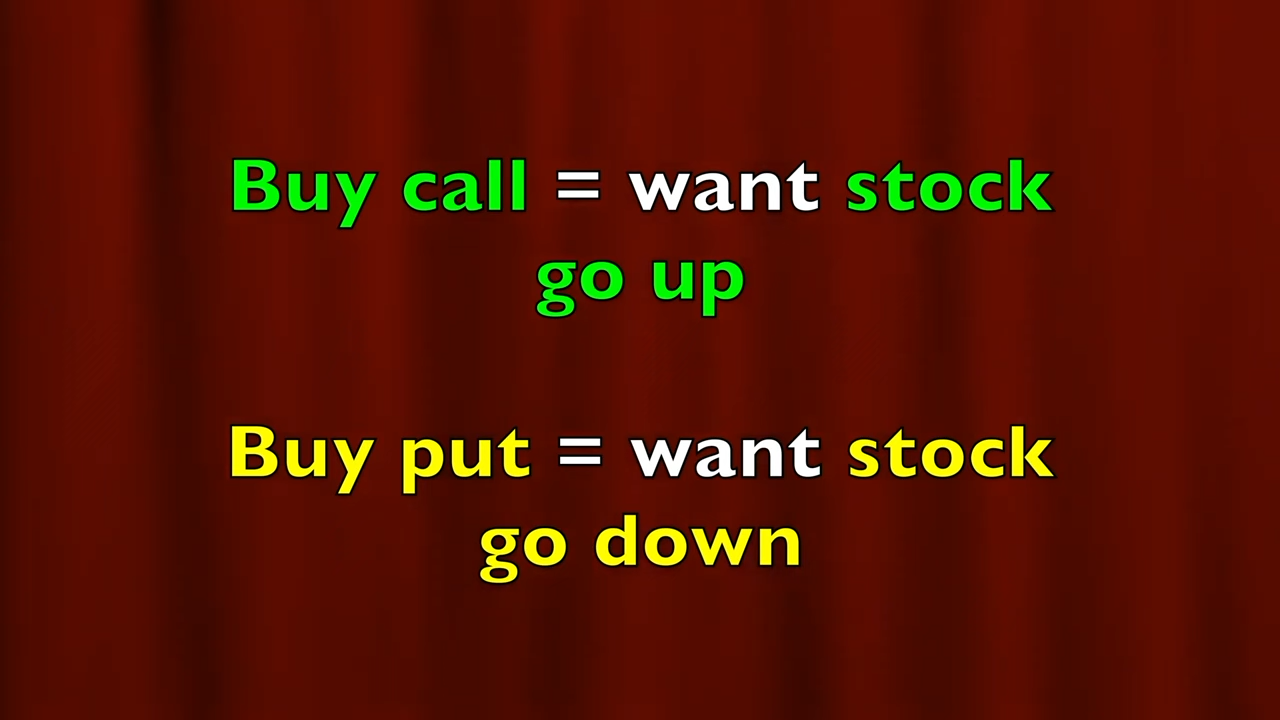 Buy call = want stock
go up
Buy put = want stock
go down